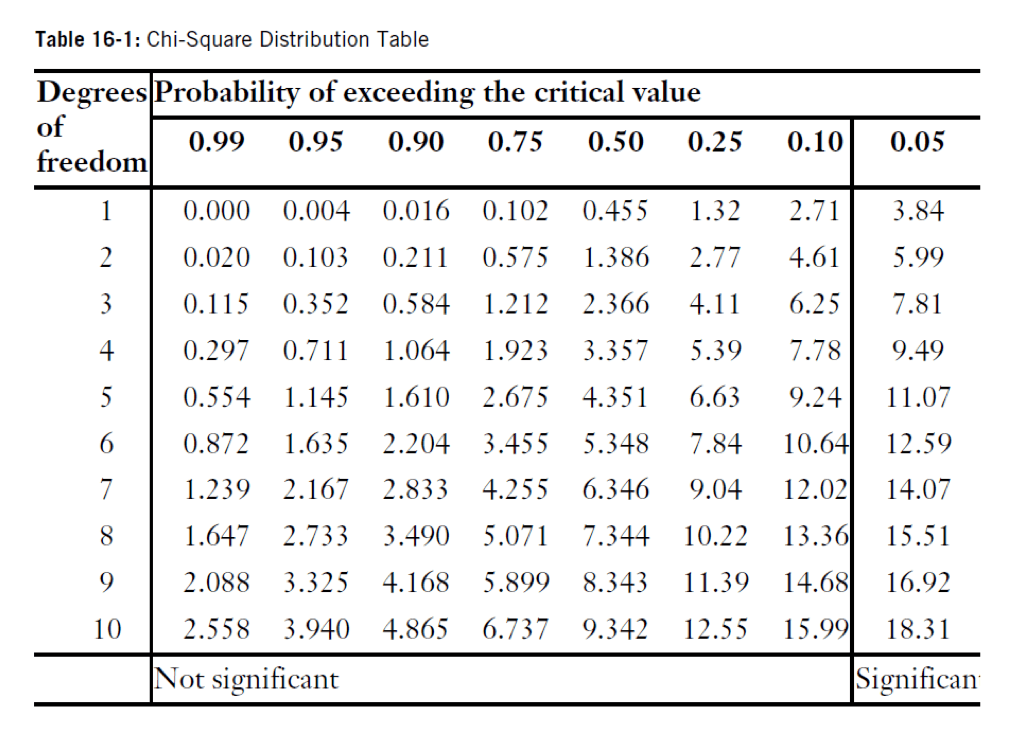 Table 16-1: Chi-Square Distribution Table
Degrees of freedom Probability of exceeding the critical value
0.99 0.95 0.90 0.75 0.50 0.25 0.10 0.05
1 0.000 0.004 0.016 0.102 0.455 1.32 2.71 3.84
2 0.020 0.103 0.211 0.575 1.386 2.77 4.61 5.99
3 0.115 0.352 0.584 1.212 2.366 4.11 6.25 7.81
4 0.297 0.711 1.064 1.923 3.357 5.39 7.78 9.49
5 0.554 1.145 1.610 2.675 4.351 6.63 9.24 11.07
6 0.872 1.635 2.204 3.455 5.348 7.84 10.64 12.59
7 1.239 2.167 2.833 4.255 6.346 9.04 12.02 14.07
8 1.647 2.733 3.490 5.071 7.344 10.22 13.36 15.51
9 2.088 3.325 4.168 5.899 8.343 11.39 14.68 16.92
10 2.558 3.940 4.865 6.737 9.342 12.55 15.99 18.31
Not significant Significan